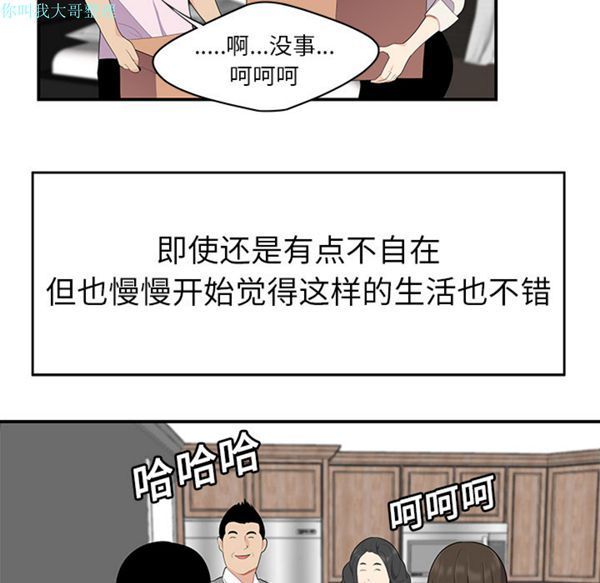 你叫我大哥整理
.....啊...没事...
呵呵呵
即使还是有点不自在
但也慢慢开始觉得这样的生活也不错
哈哈哈
呵呵呵